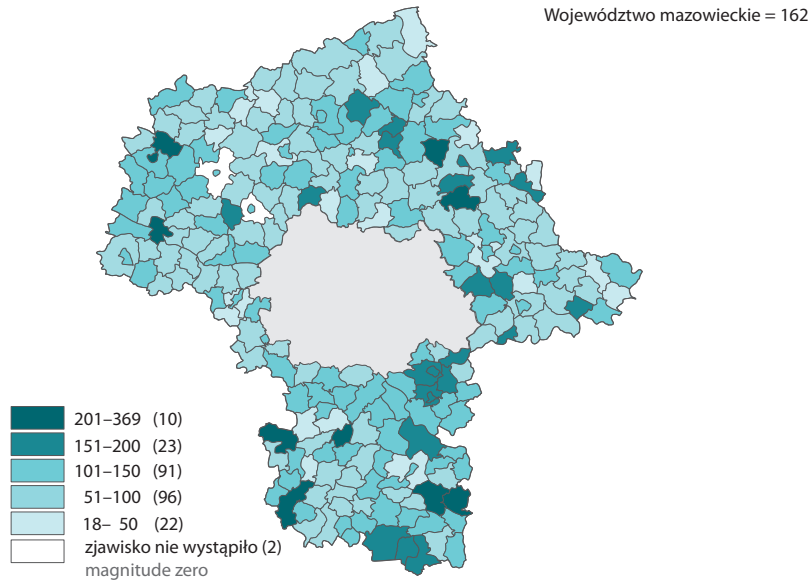 Województwo mazowieckie = 162
201–369 (10)
151–200 (23)
101–150 (91)
51–100 (96)
18– 50 (22)
zjawisko nie wystąpiło (2)
magnitude zero